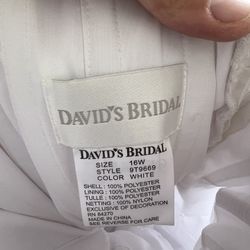 DAVID'S BRIDAL
DAVID'S BRIDAL
SIZE 16W
STYLE 9T9669
COLOR WHITE
SHELL : 100% POLYESTER
LINING : 100% POLYESTER
TULLE : 100% POLYESTER
NETTING : 100% NYLON
EXCLUSIVE OF DECORATION
RN 84270
MADE IN CHINA
SEE REVERSE FOR CARE